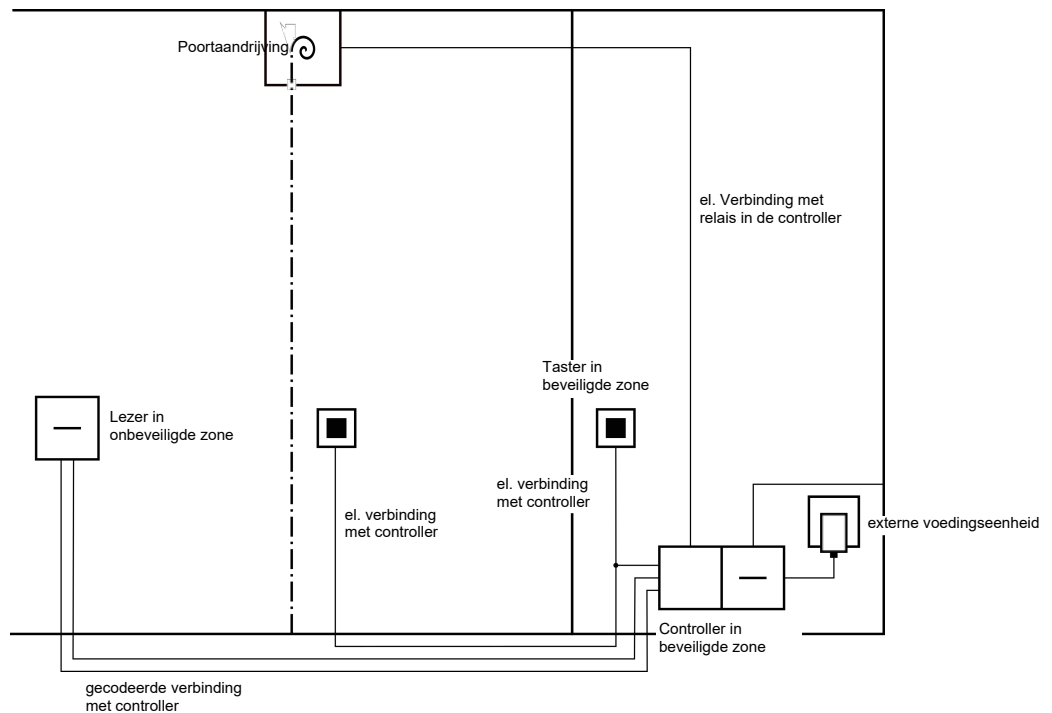 Poortaandrijving
el. Verbinding met
relais in de controller
Taster in
beveiligde zone
Lezer in
onbeveiligde zone
el. verbinding
met controller
el. verbinding
met controller
externe voedingseenheid
Controller in
beveiligde zone
gecodeerde verbinding
met controller